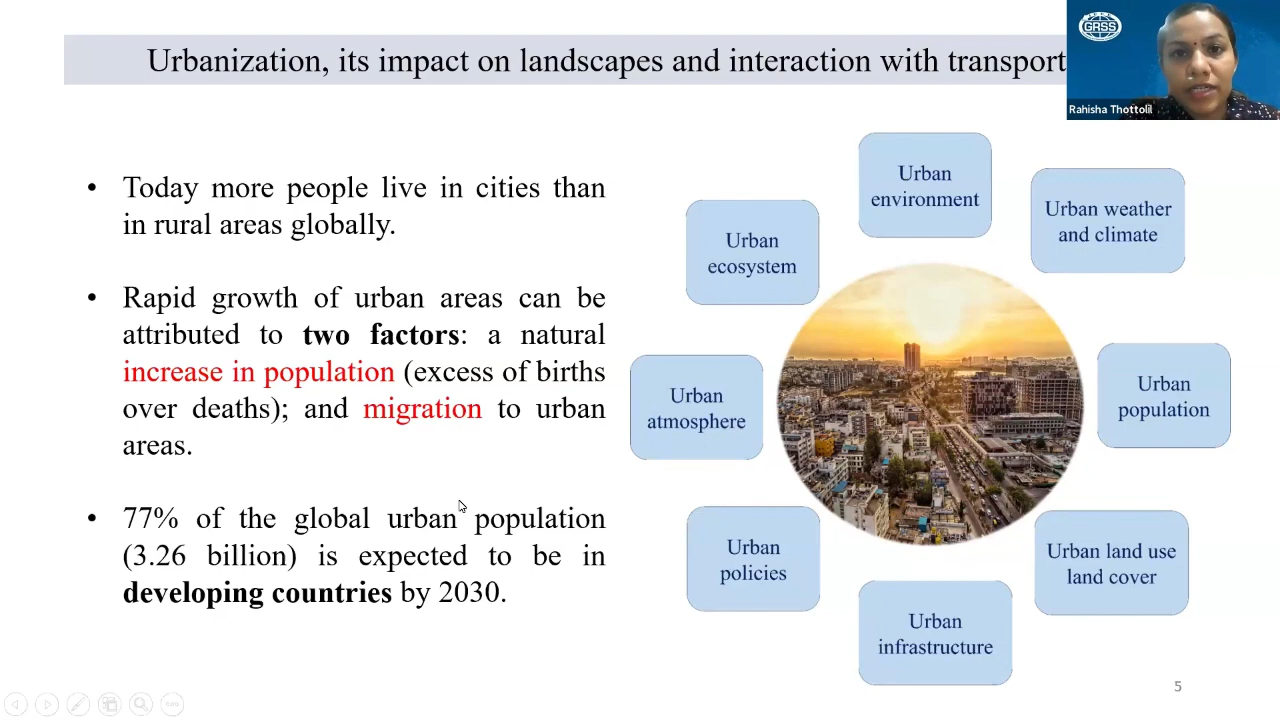 Urbanization, its impact on landscapes and interaction with transport
GRSS
Rahisha Thottolil
• Today more people live in cities than
in rural areas globally.
• Rapid growth of urban areas can be
attributed to two factors: a natural
increase in population (excess of births
over deaths); and migration to urban
areas.
• 77% of the global urban population
(3.26 billion) is expected to be in
developing countries by 2030.
Urban
environment
Urban weather
and climate
Urban
ecosystem
Urban
population
Urban
atmosphere
Urban land use
land cover
Urban
policies
Urban
infrastructure
5